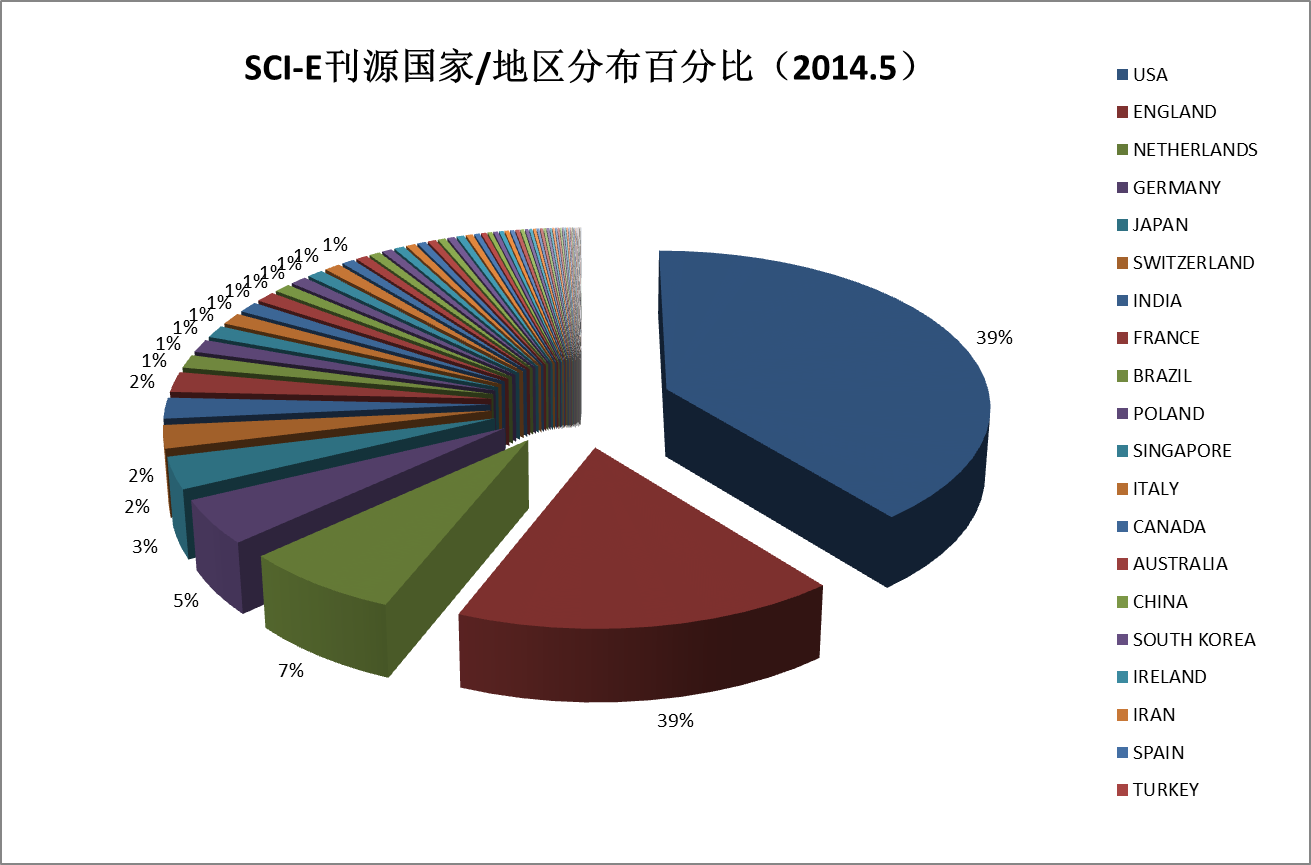 SCI-E刊源国家/地区分布百分比（2014.5）
USA
ENGLAND
NETHERLANDS
GERMANY
JAPAN
SWITZERLAND
INDIA
FRANCE
BRAZIL
POLAND
SINGAPORE
ITALY
CANADA
AUSTRALIA
CHINA
SOUTH KOREA
IRELAND
IRAN
SPAIN
TURKEY
39%
39%
7%
5%
3%
2%
2%
2%
1%
1%
1%
1%
1%
1%
1%
1%
1%
1%
1%